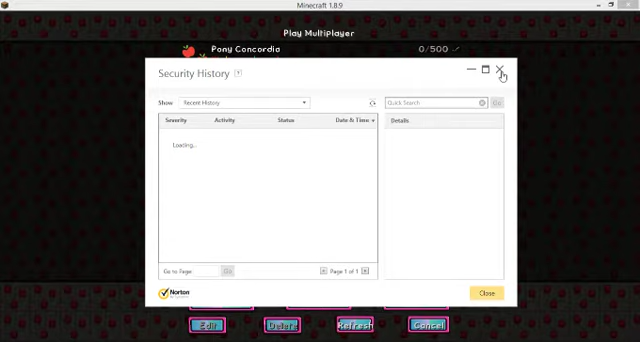 Minecraft 1.8.9
Play Multiplayer
Pony Concordia
0/500
Security History
Show
Recent History
Quick Search
Go
Severity
Activity
Status
Date & Time
Details
Loading...
Go to Page:
Go
Page 1 of 1
Norton
Close
Edit
Delete
Refresh
Cancel